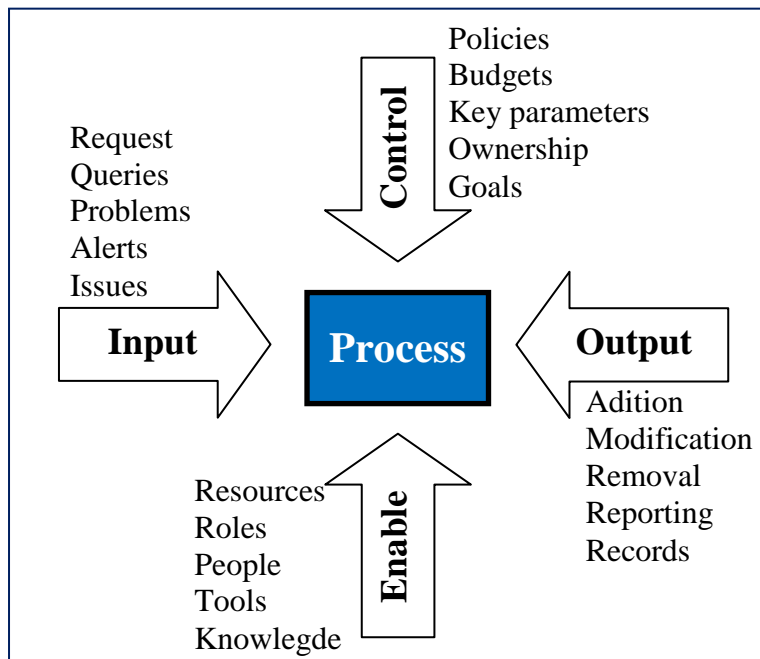 Policies
Budgets
Key parameters
Ownership
Goals
Control
Request
Queries
Problems
Alerts
Issues
Input
Process
Output
Adition
Modification
Removal
Reporting
Records
Resources
Roles
People
Tools
Knowlegde
Enable